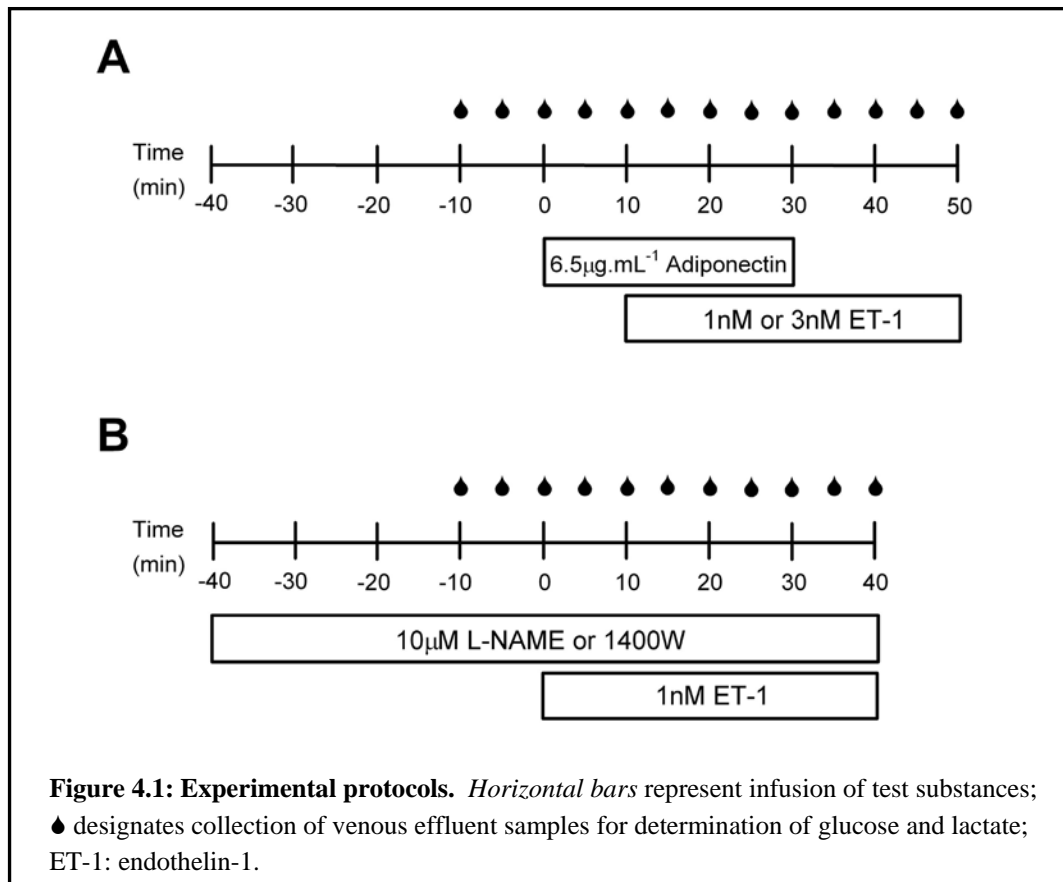 A
Time
(min)
-40 -30 -20 -10 0 10 20 30 40 50
6.5μg.mL⁻¹ Adiponectin
1nM or 3nM ET-1
B
Time
(min)
-40 -30 -20 -10 0 10 20 30 40
10μM L-NAME or 1400W
1nM ET-1
Figure 4.1: Experimental protocols. Horizontal bars represent infusion of test substances;
designates collection of venous effluent samples for determination of glucose and lactate;
ET-1: endothelin-1.